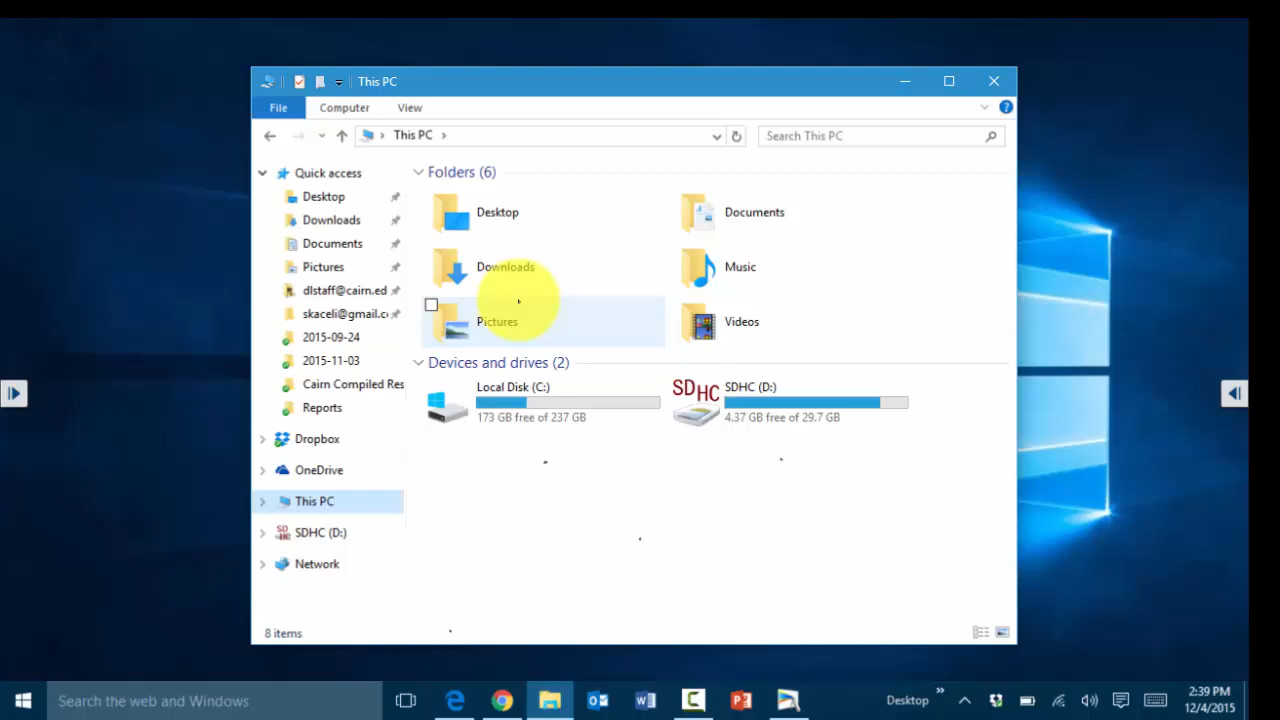 This PC
File Computer View
This PC
Search This PC
Quick access
Desktop
Downloads
Documents
Pictures
dlstaff@cairn.ed
skaceli@gmail.c
2015-09-24
2015-11-03
Cairn Compiled Res
Reports
Dropbox
OneDrive
This PC
SDHC (D:)
Network
Folders (6)
Desktop
Documents
Downloads
Music
Pictures
Videos
Devices and drives (2)
Local Disk (C:)
173 GB free of 237 GB
SDHC
SDHC (D:)
4.37 GB free of 29.7 GB
8 items
Search the web and Windows
Desktop
2:39 PM
12/4/2015